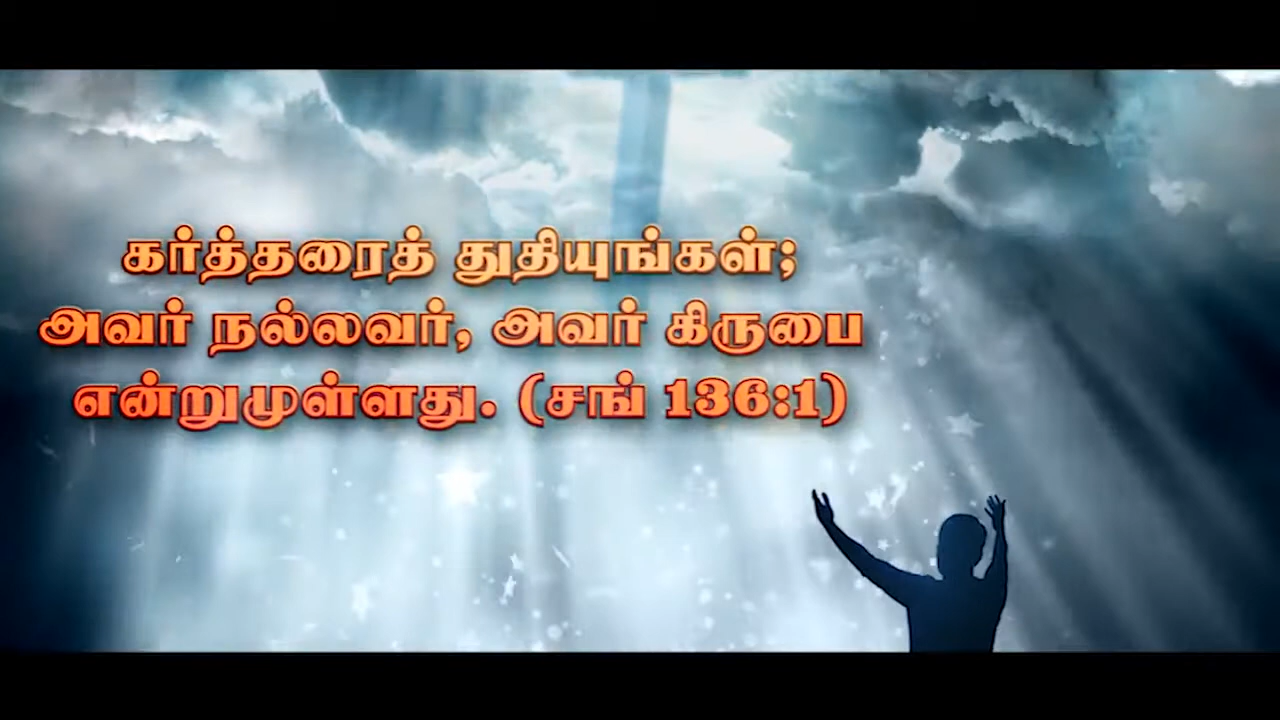 கர்த்தரைத் துதியுங்கள்;
அவர் நல்லவர், அவர் கிருபை
என்றுமுள்ளது. (சங் 136:1)